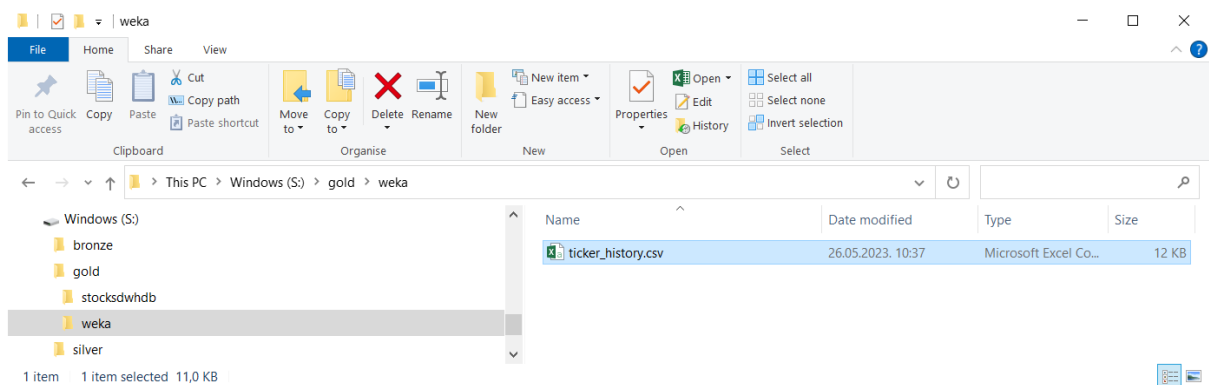 weka
File Home Share View
Pin to Quick access Copy Paste Cut Copy path Paste shortcut Move to Copy to Delete Rename New folder New item Easy access Properties Open Edit History Select all Select none Invert selection
Clipboard Organise New Open Select
This PC > Windows (S:) > gold > weka
Windows (S:)
bronze
gold
stocksdwhdb
weka
silver
Name Date modified Type Size
ticker_history.csv 26.05.2023. 10:37 Microsoft Excel Co... 12 KB
1 item 1 item selected 11,0 KB